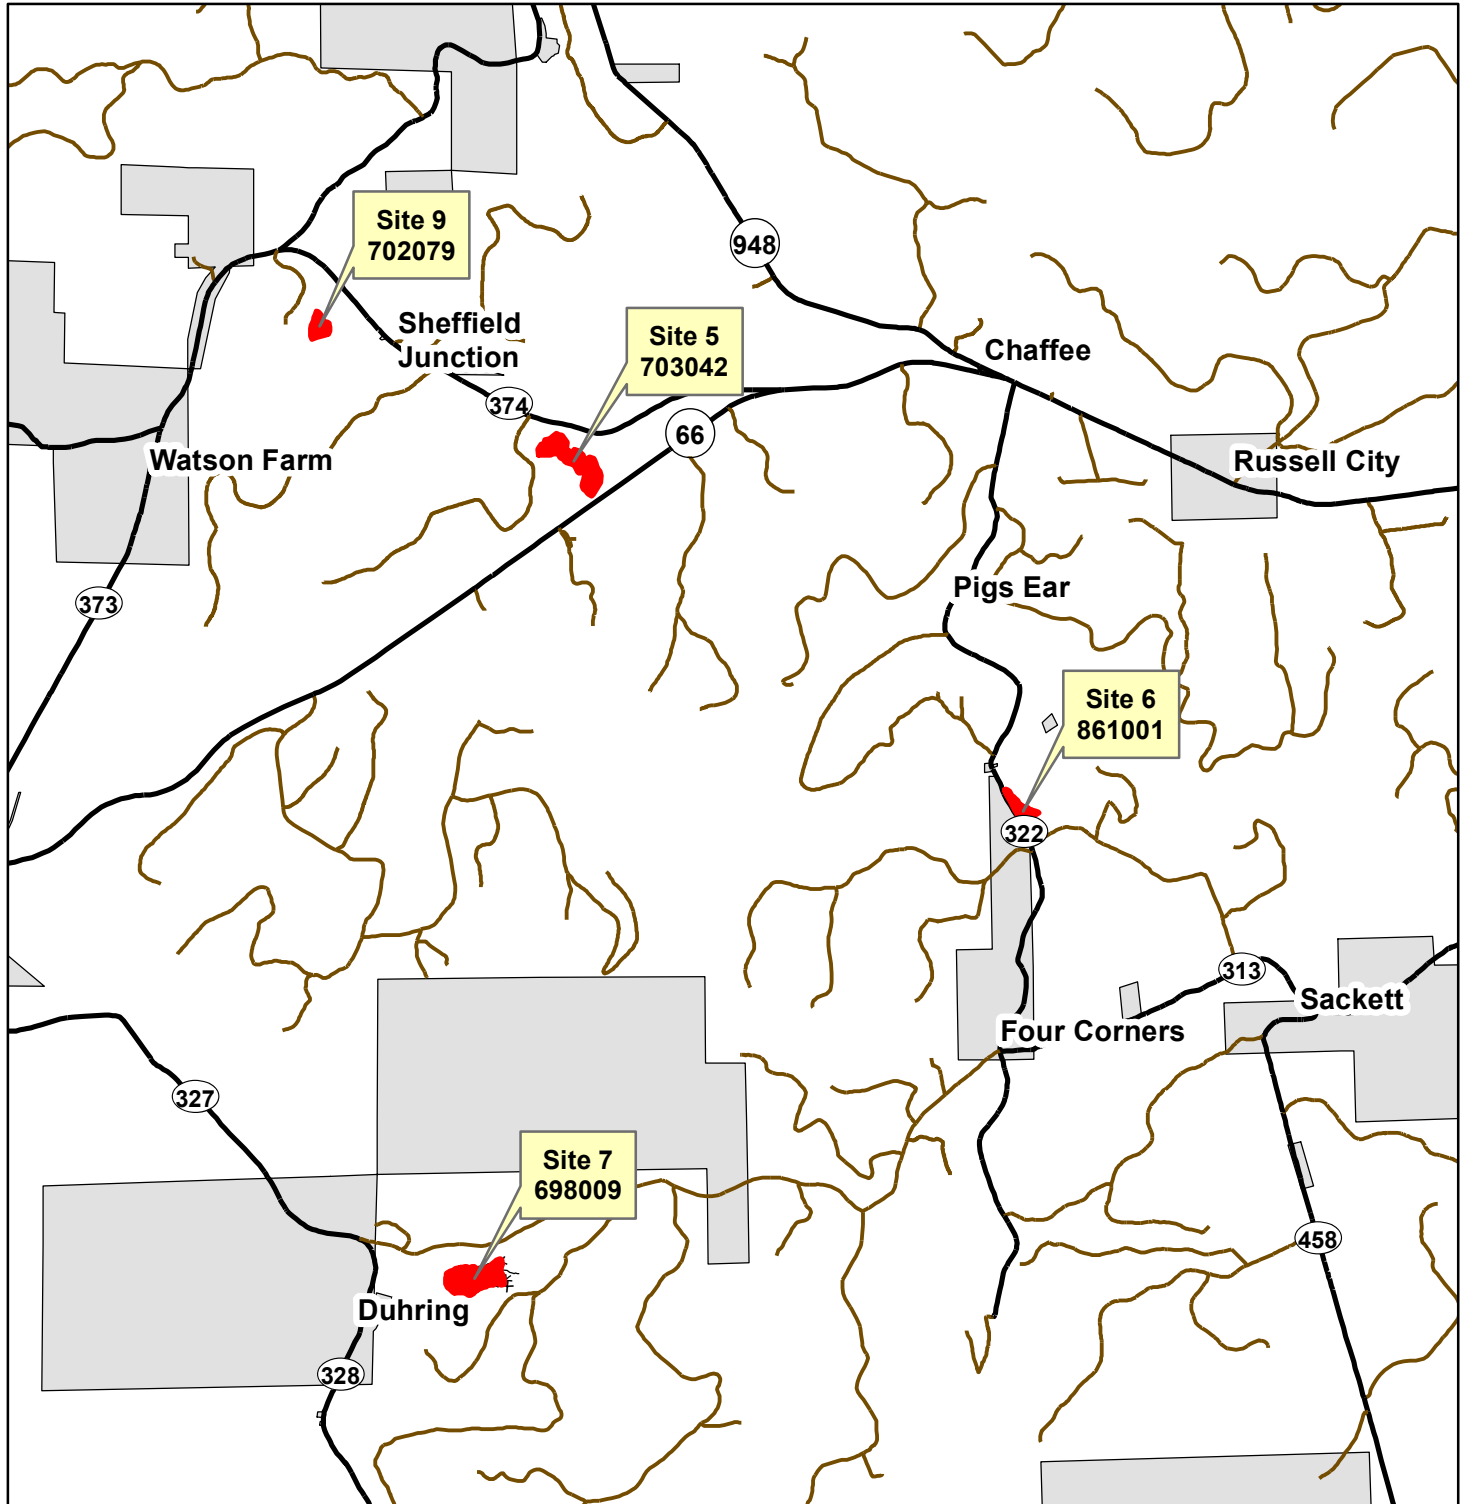 Site 9
702079
948
Sheffield
Junction
Site 5
703042
Chaffee
374
66
Watson Farm
Russell City
373
Pigs Ear
Site 6
861001
322
313
Sackett
Four Corners
327
Site 7
698009
458
Duhring
328